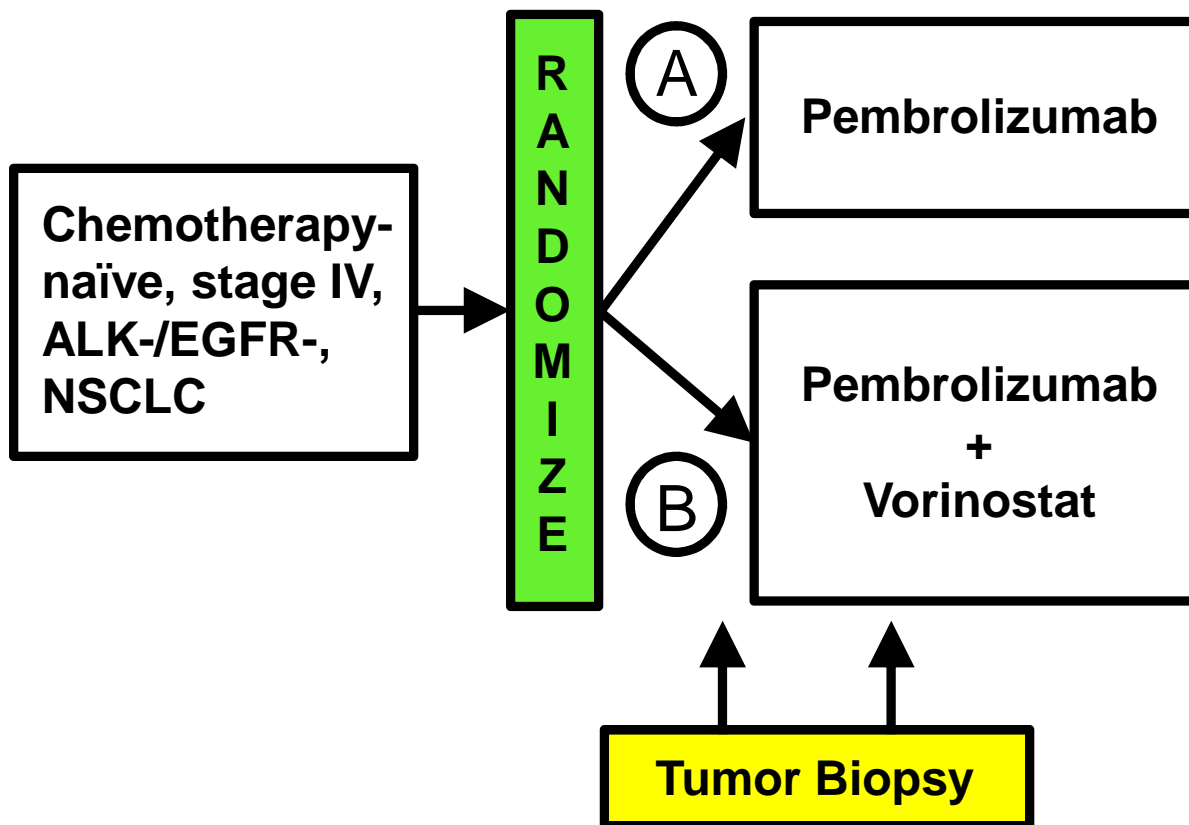 Chemotherapy-
naïve, stage IV,
ALK-/EGFR-,
NSCLC
R
A
N
D
O
M
I
Z
E
A
Pembrolizumab
B
Pembrolizumab
+
Vorinostat
Tumor Biopsy